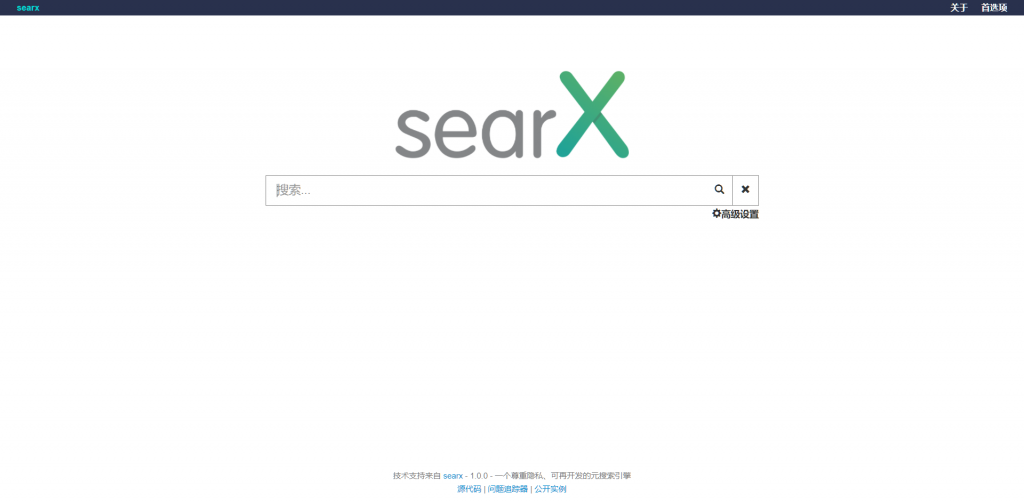 searx 关于 首选项
searX
搜索...
高级设置
技术支持来自 searx - 1.0.0 - 一个尊重隐私、可再开发的元搜索引擎
源代码 | 问题追踪器 | 公开实例